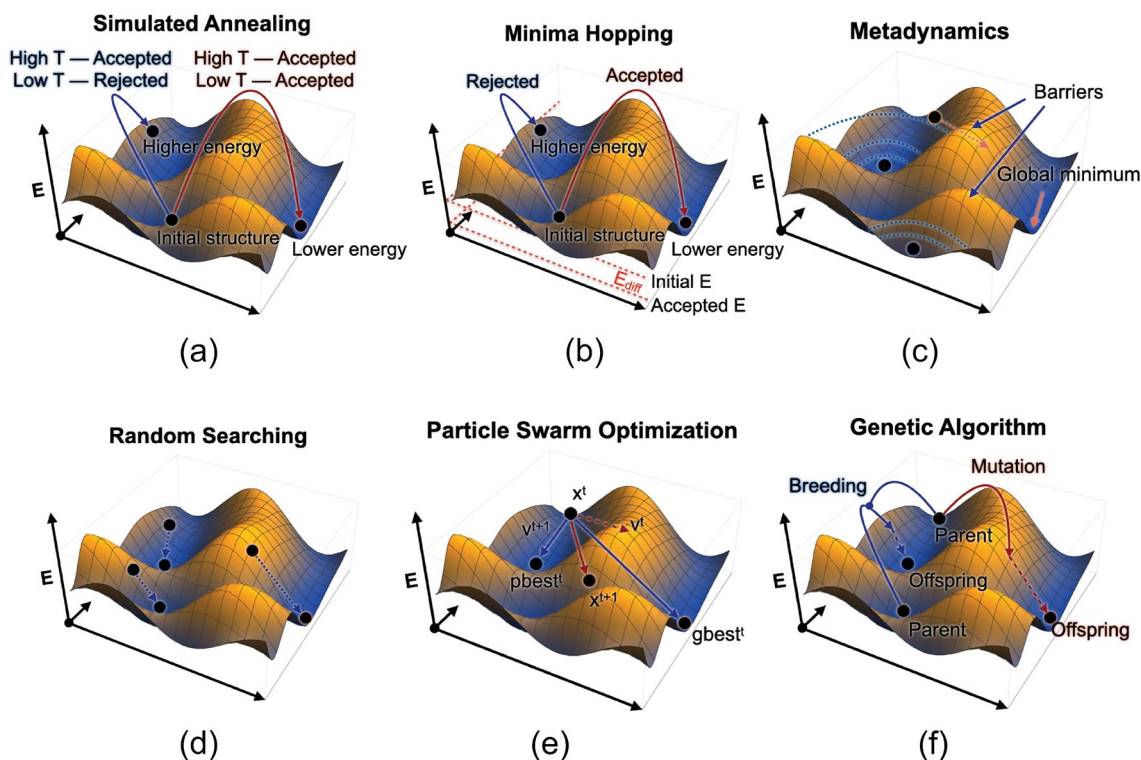 Simulated Annealing
High T — Accepted
Low T — Rejected
High T — Accepted
Low T — Accepted
Higher energy
E
Initial structure
Lower energy
(a)
Minima Hopping
Rejected
Accepted
Higher energy
E
Initial structure
Lower energy
Ediff
Initial E
Accepted E
(b)
Metadynamics
Barriers
Global minimum
E
(c)
Random Searching
E
(d)
Particle Swarm Optimization
xᵗ
vᵗ⁺¹
vᵗ
E
pbestᵗ
xᵗ⁺¹
gbestᵗ
(e)
Genetic Algorithm
Mutation
Breeding
Parent
E
Offspring
Parent
Offspring
(f)